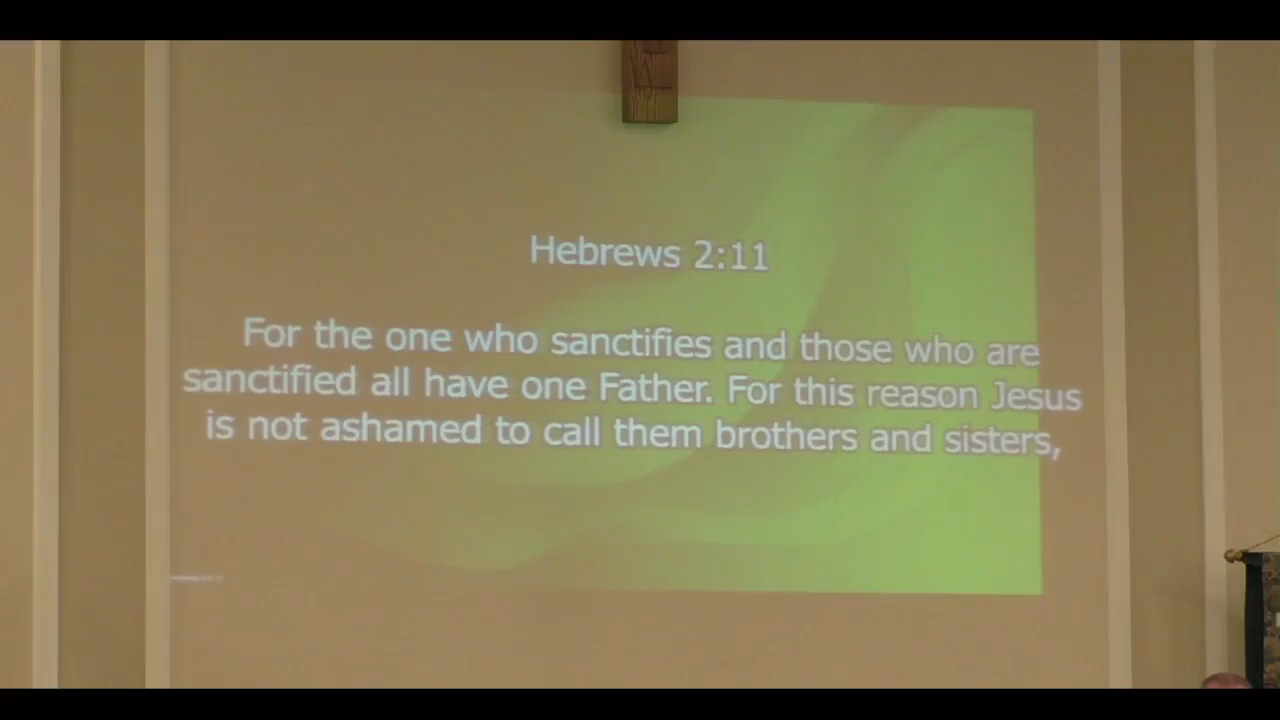 Hebrews 2:11
For the one who sanctifies and those who are
sanctified all have one Father. For this reason Jesus
is not ashamed to call them brothers and sisters,